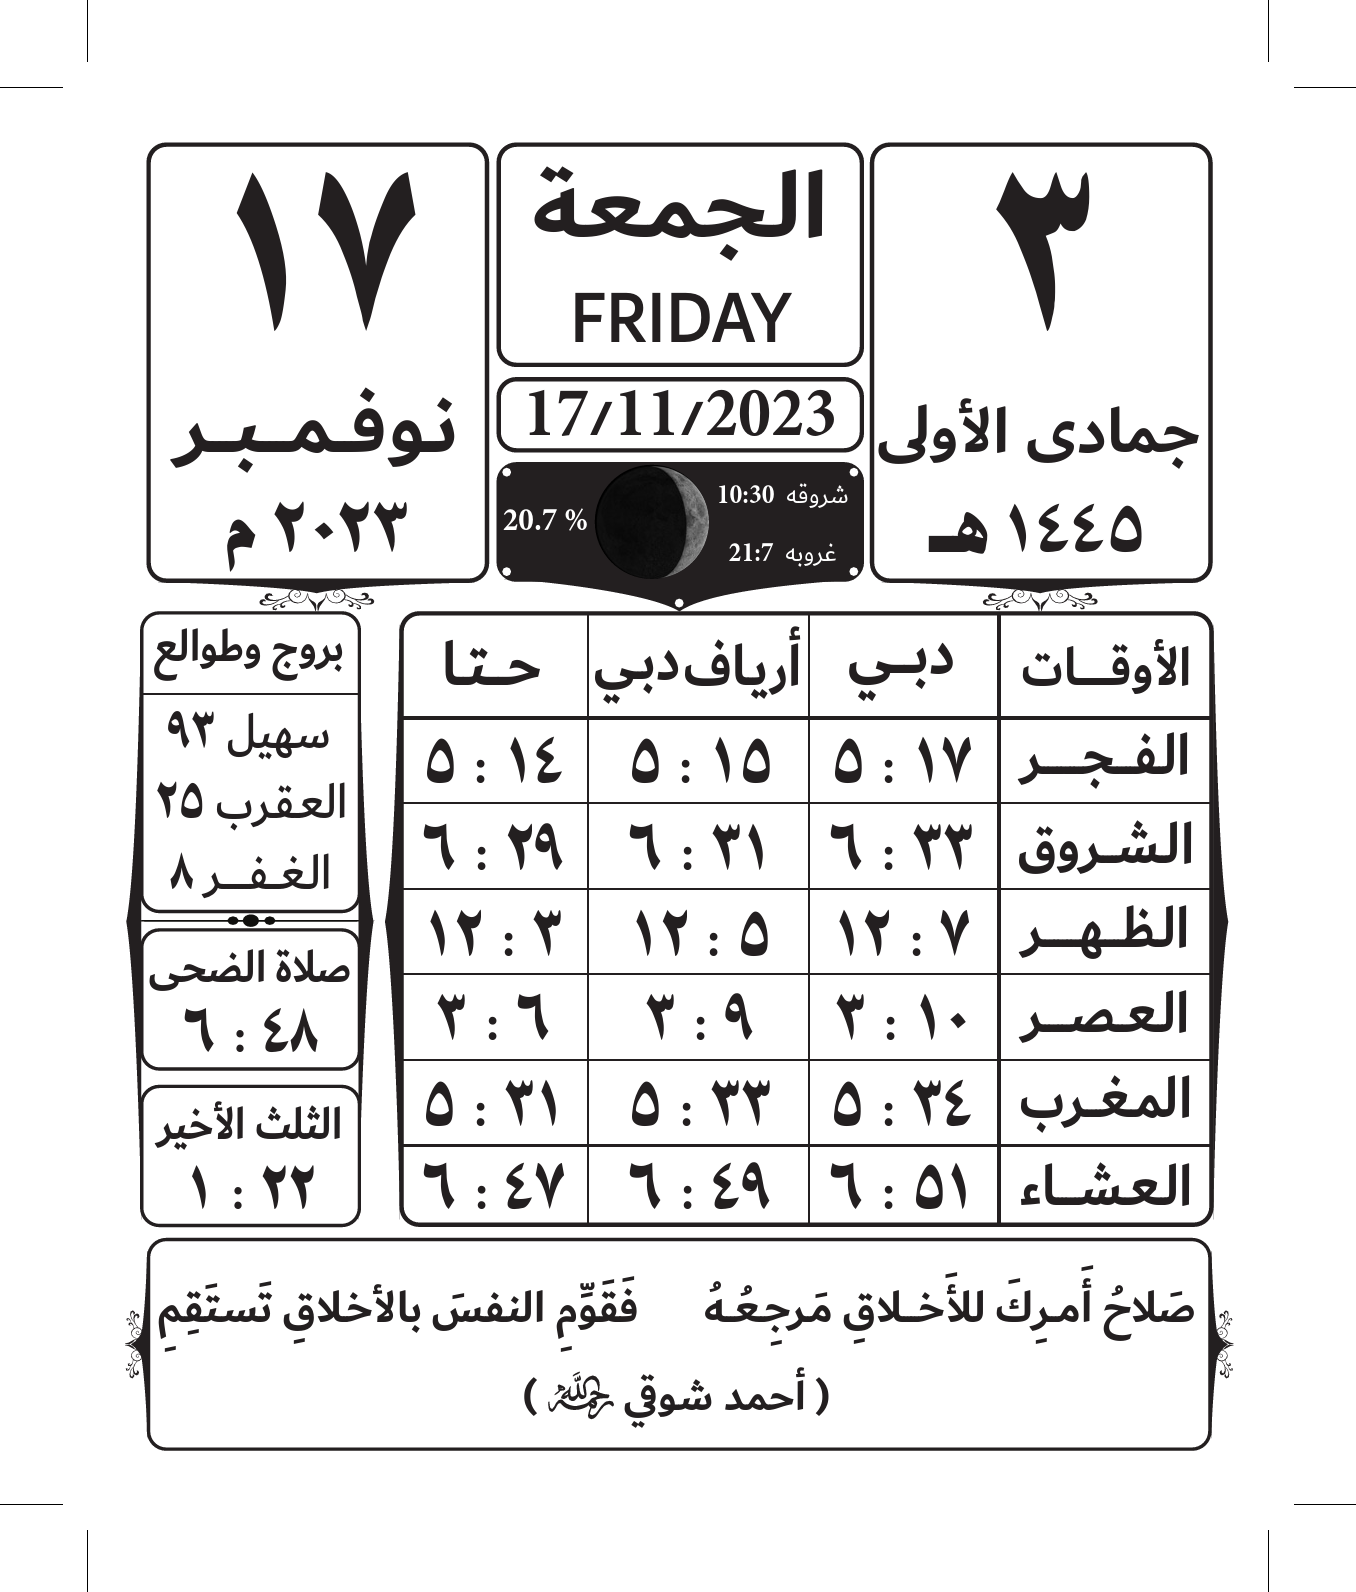 ٣
جمادى الأولى
١٤٤٥ هـ
الجمعة
FRIDAY
17/11/2023
شروقه 10:30
20.7 %
غروبه 21:7
١٧
نوفمبر
٢٠٢٣ م
الأوقات دبي أرياف دبي حتا
الفجر ١٧ : ٥ ١٥ : ٥ ١٤ : ٥
الشروق ٣٣ : ٦ ٣١ : ٦ ٢٩ : ٦
الظهر ٧ : ١٢ ٥ : ١٢ ٣ : ١٢
العصر ١٠ : ٣ ٩ : ٣ ٦ : ٣
المغرب ٣٤ : ٥ ٣٣ : ٥ ٣١ : ٥
العشاء ٥١ : ٦ ٤٩ : ٦ ٤٧ : ٦
بروج وطوالع
سهيل ٩٣
العقرب ٢٥
الغفر ٨
صلاة الضحى
٤٨ : ٦
الثلث الأخير
٢٢ : ١
صَلاحُ أَمرِكَ للأَخلاقِ مَرجِعُهُ فَقَوِّمِ النفسَ بالأخلاقِ تَستَقِمِ
( أحمد شوقي رحمه الله )